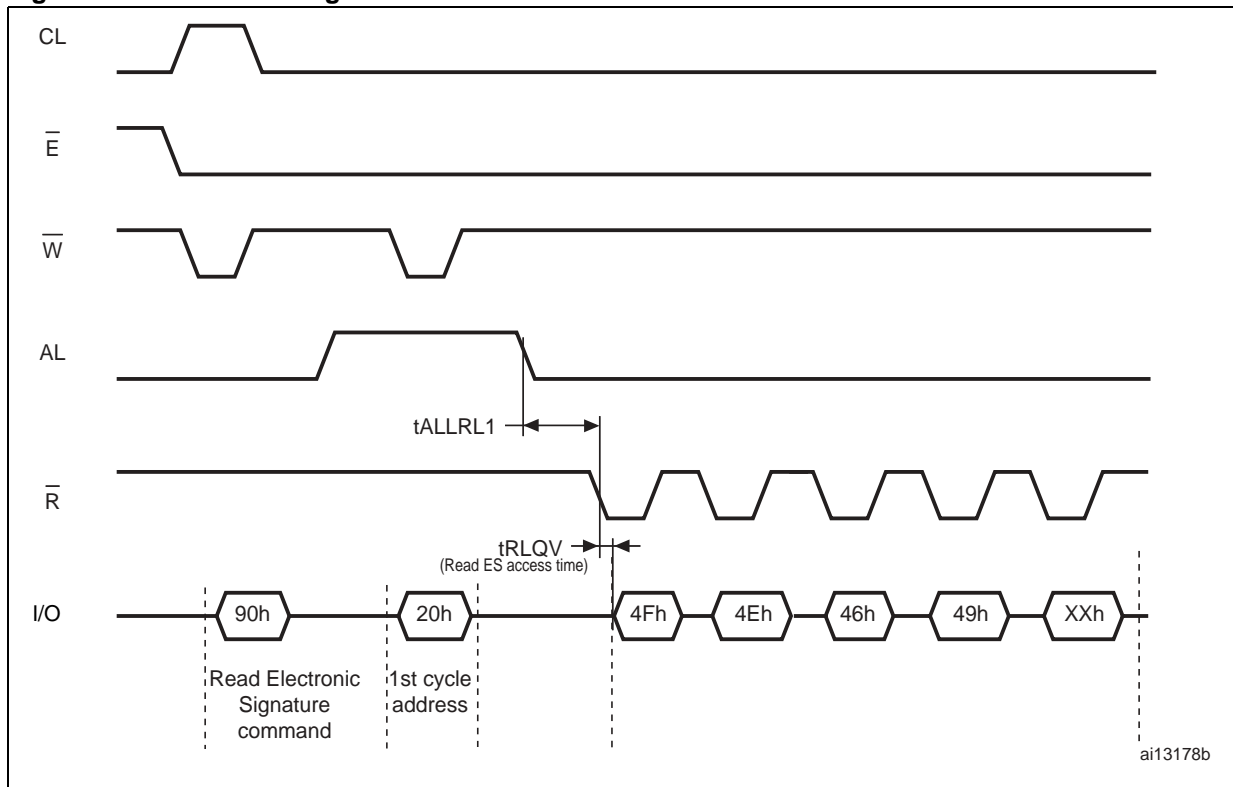 CL
E
W
AL
tALLRL1
R
tRLQV
(Read ES access time)
I/O
90h
20h
4Fh
4Eh
46h
49h
XXh
Read Electronic
Signature
command
1st cycle
address
ai13178b